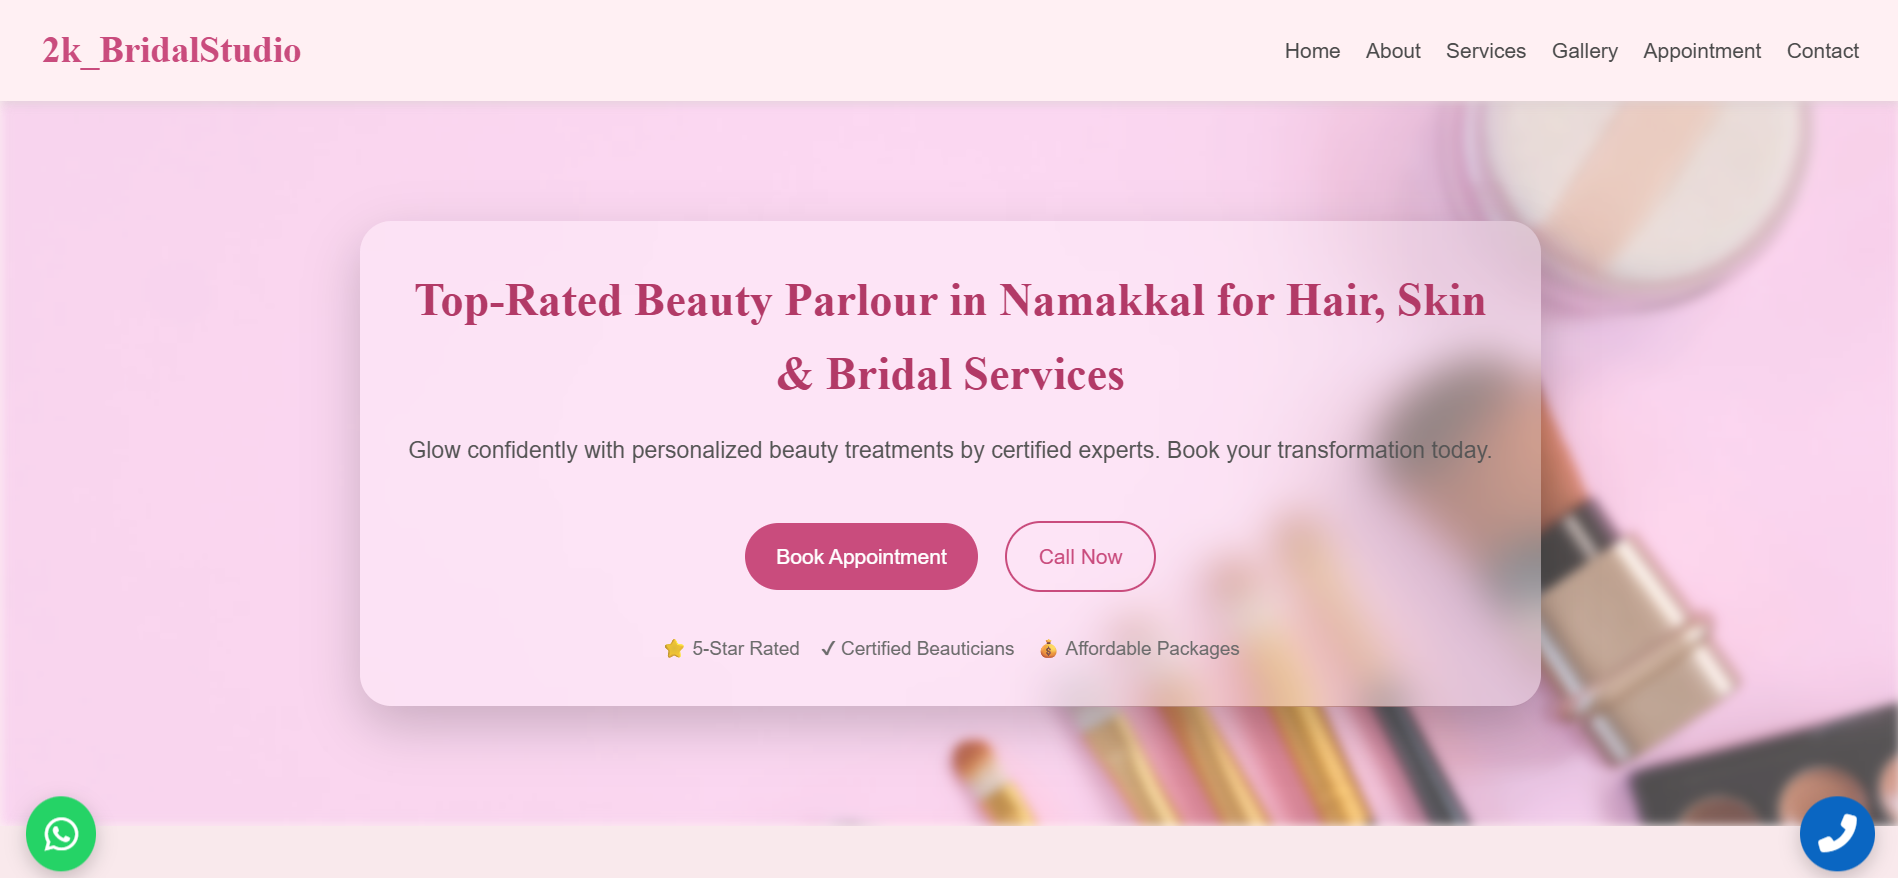 2k_BridalStudio
Home About Services Gallery Appointment Contact
Top-Rated Beauty Parlour in Namakkal for Hair, Skin
& Bridal Services
Glow confidently with personalized beauty treatments by certified experts. Book your transformation today.
Book Appointment Call Now
⭐ 5-Star Rated ✔ Certified Beauticians 💰 Affordable Packages